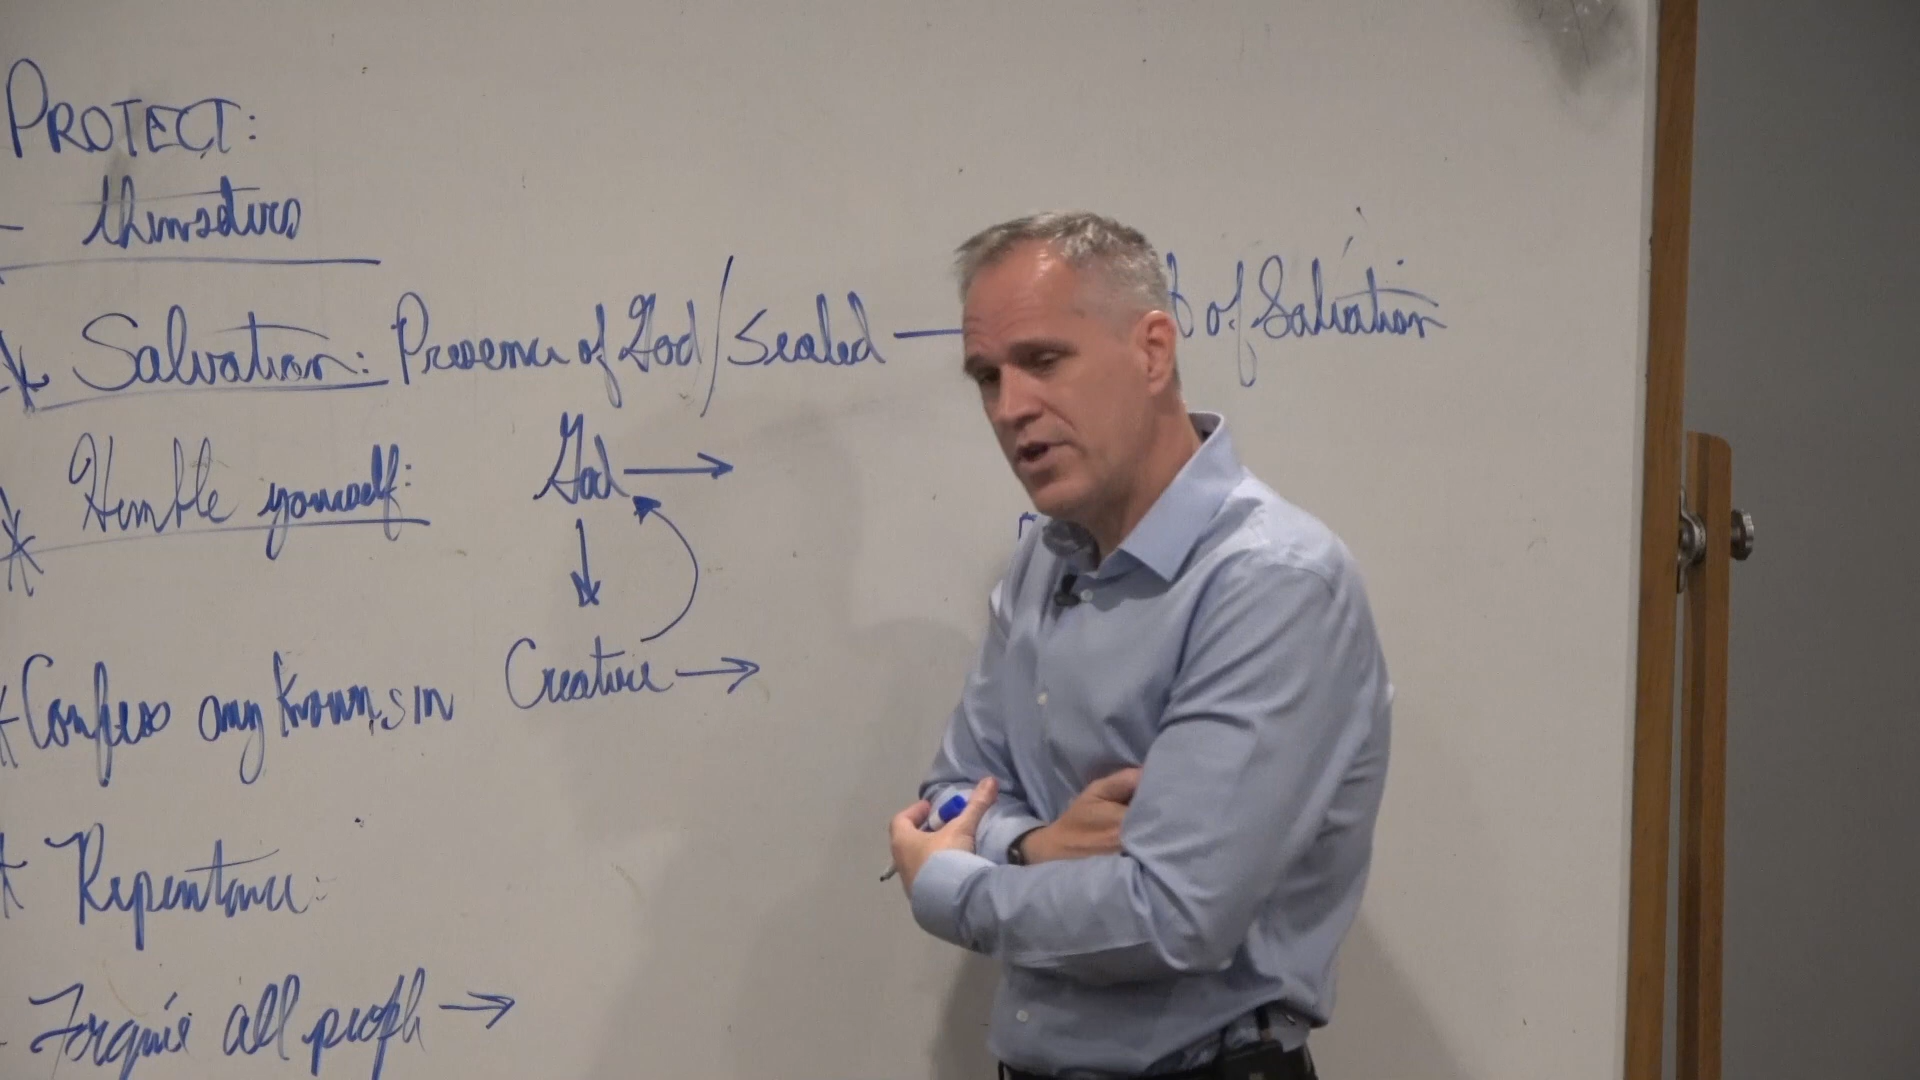 PROTECT:
- themselves
* Salvation: Presence of God / Sealed — of Salvation
* Humble yourself: God →
↓
Creature →
* Confess any known sin
* Repentance:
- Forgive all people →